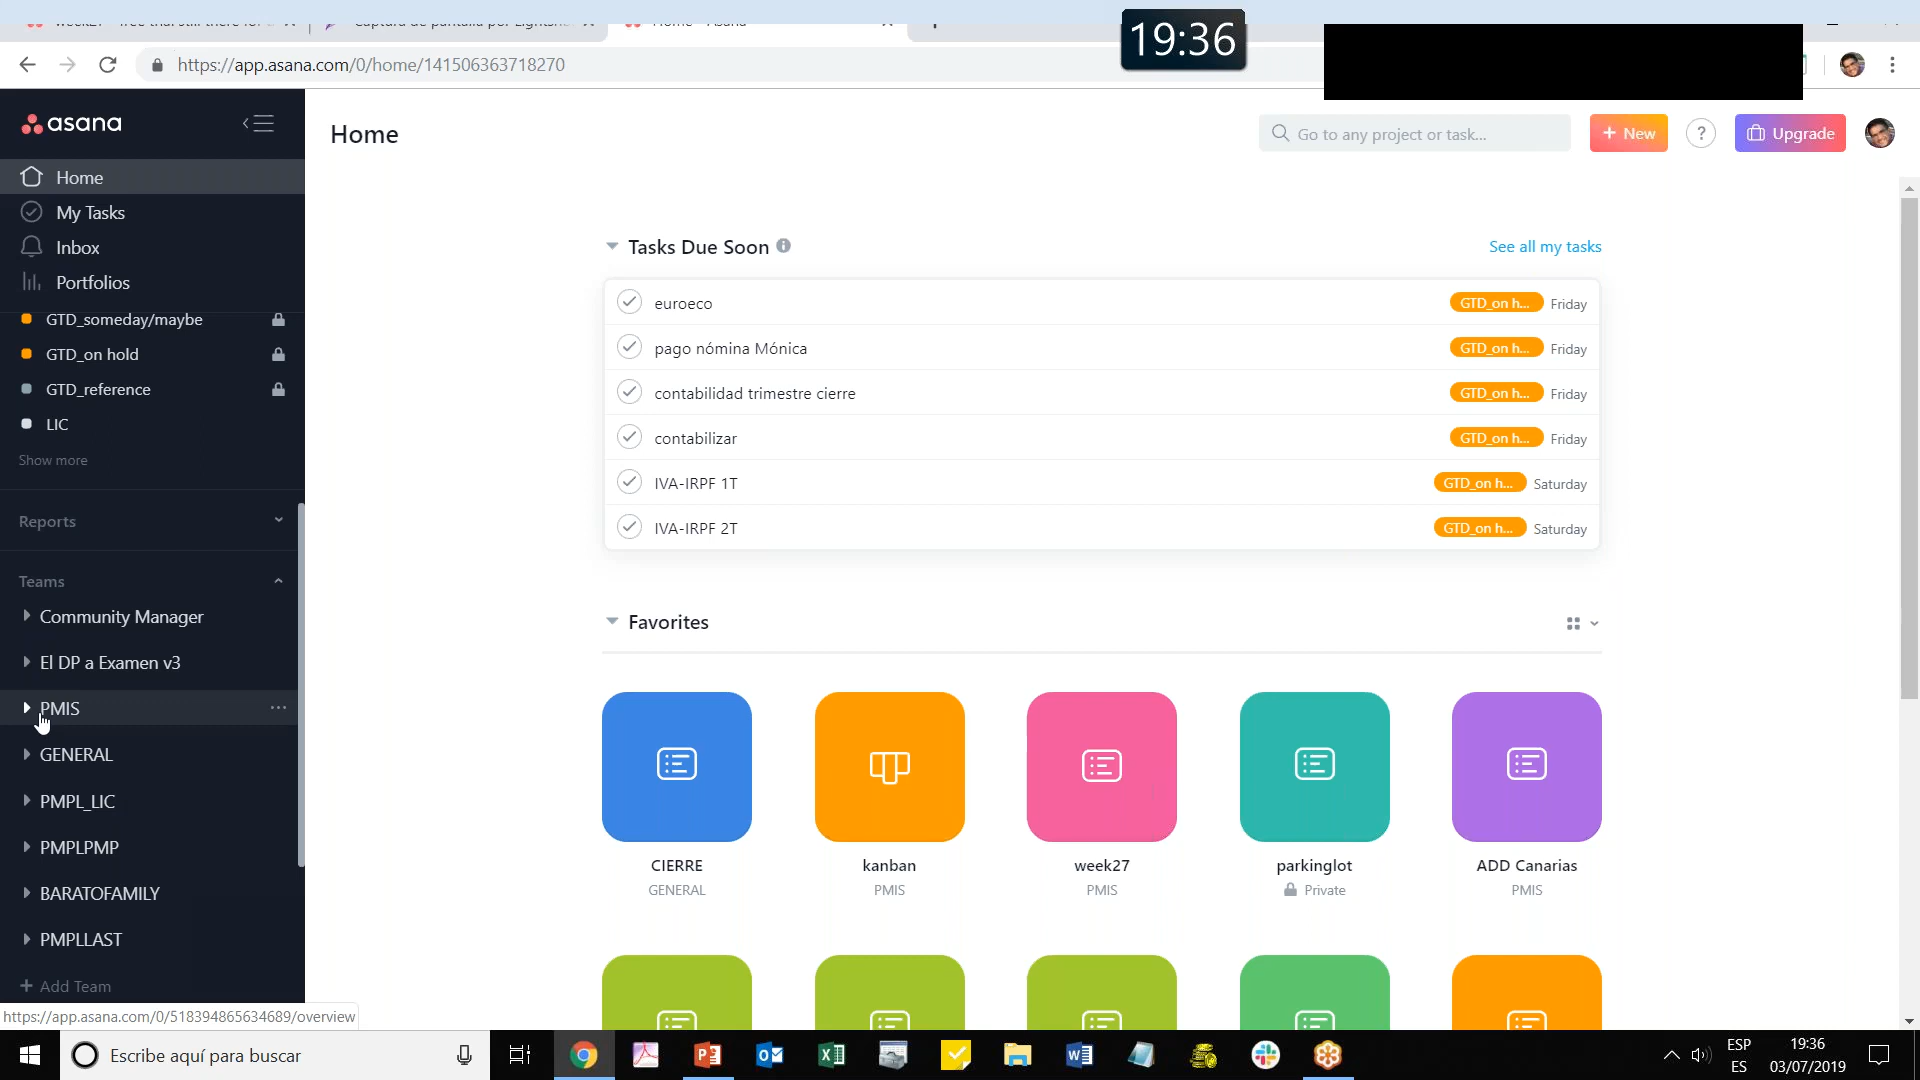 19:36
https://app.asana.com/0/home/141506363718270
asana
Home
My Tasks
Inbox
Portfolios
GTD_someday/maybe
GTD_on hold
GTD_reference
LIC
Show more
Reports
Teams
Community Manager
El DP a Examen v3
PMIS
GENERAL
PMPL_LIC
PMPLPMP
BARATOFAMILY
PMPLLAST
+ Add Team
https://app.asana.com/0/518394865634689/overview
Home
Go to any project or task...
+ New
?
Upgrade
Tasks Due Soon
See all my tasks
euroeco GTD_on h... Friday
pago nómina Mónica GTD_on h... Friday
contabilidad trimestre cierre GTD_on h... Friday
contabilizar GTD_on h... Friday
IVA-IRPF 1T GTD_on h... Saturday
IVA-IRPF 2T GTD_on h... Saturday
Favorites
CIERRE
GENERAL
kanban
PMIS
week27
PMIS
parkinglot
Private
ADD Canarias
PMIS
Escribe aquí para buscar
ESP
ES
19:36
03/07/2019